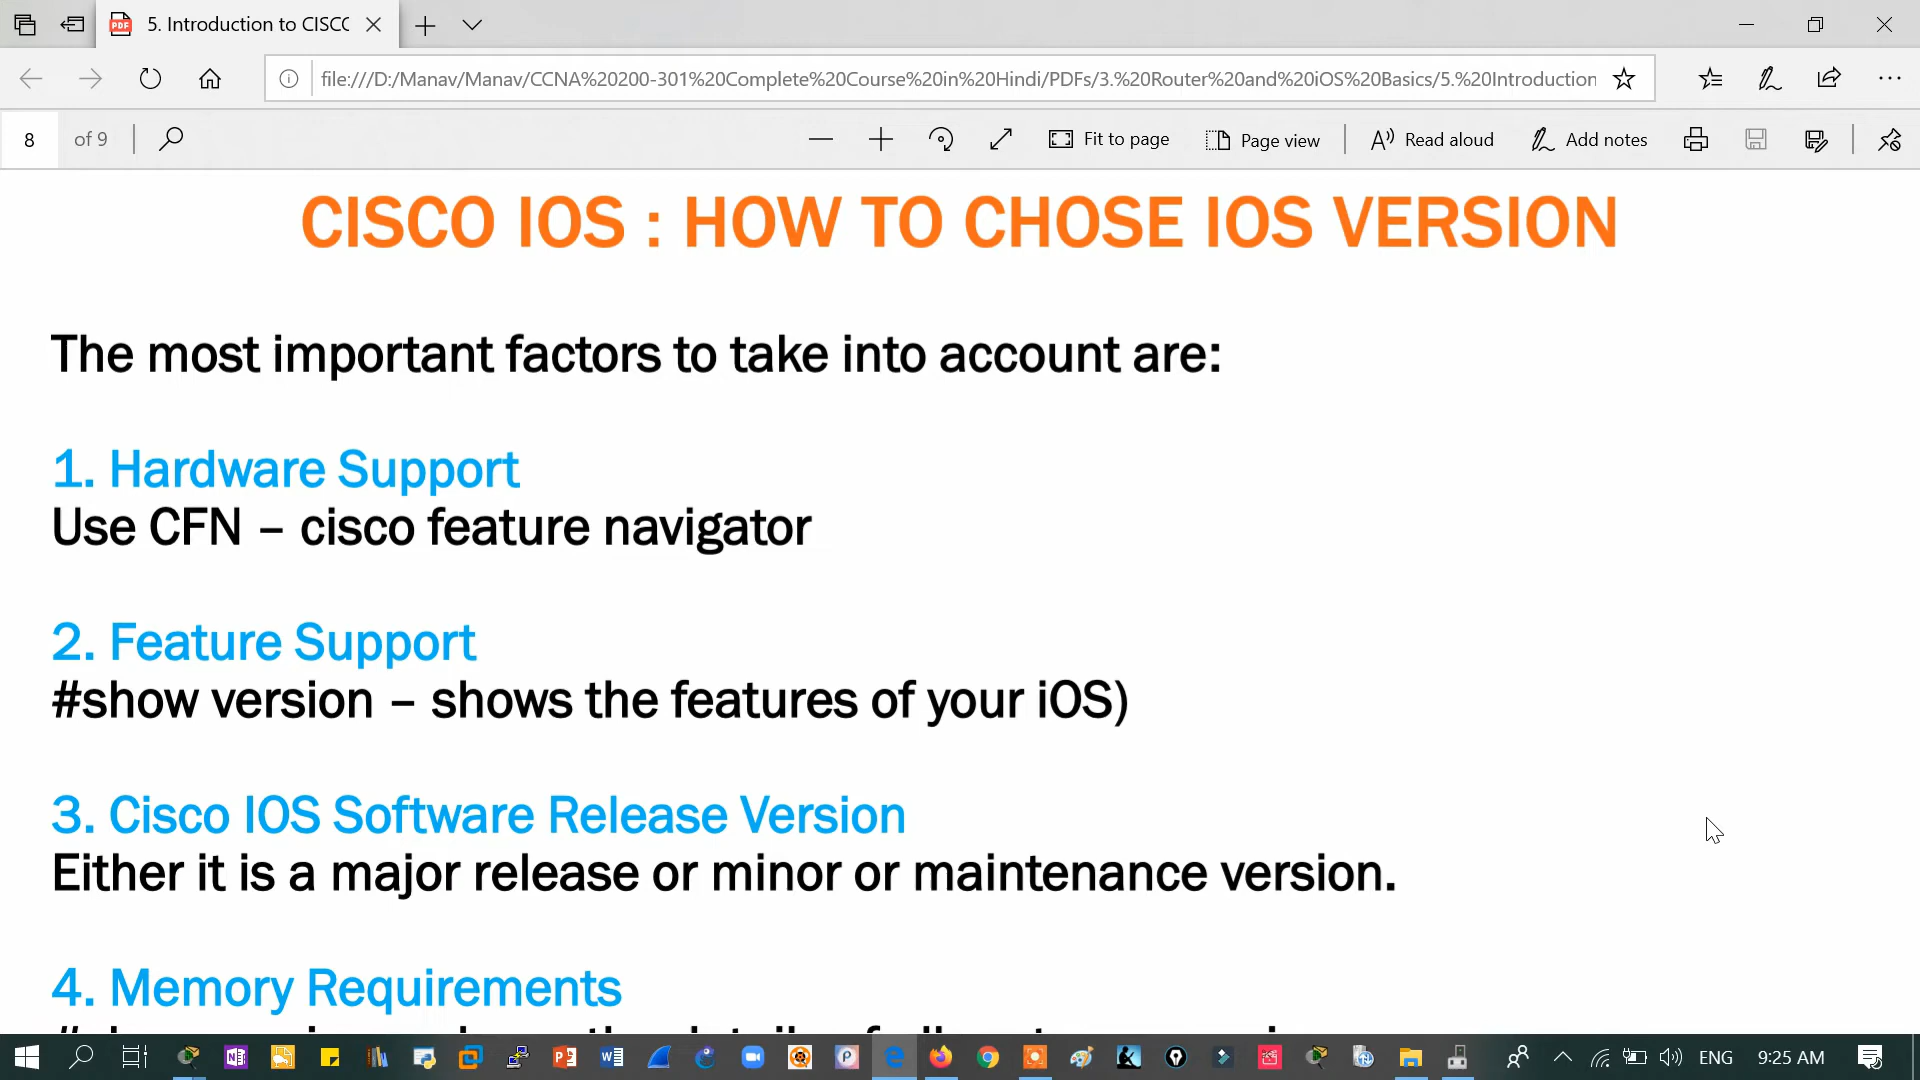 5. Introduction to CISC
file:///D:/Manav/Manav/CCNA%20200-301%20Complete%20Course%20in%20Hindi/PDFs/3.%20Router%20and%20iOS%20Basics/5.%20Introduction
8 of 9
Fit to page
Page view
Read aloud
Add notes
CISCO IOS : HOW TO CHOSE IOS VERSION
The most important factors to take into account are:
1. Hardware Support
Use CFN – cisco feature navigator
2. Feature Support
#show version – shows the features of your iOS)
3. Cisco IOS Software Release Version
Either it is a major release or minor or maintenance version.
4. Memory Requirements
ENG
9:25 AM